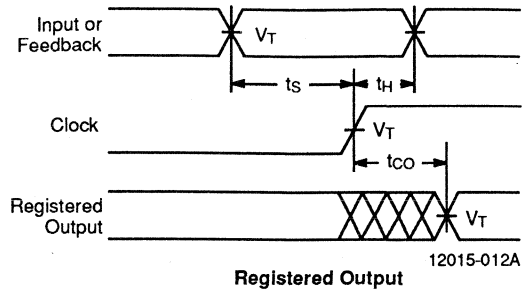 Input or
Feedback
VT
tS
tH
Clock
VT
tCO
Registered
Output
VT
12015-012A
Registered Output